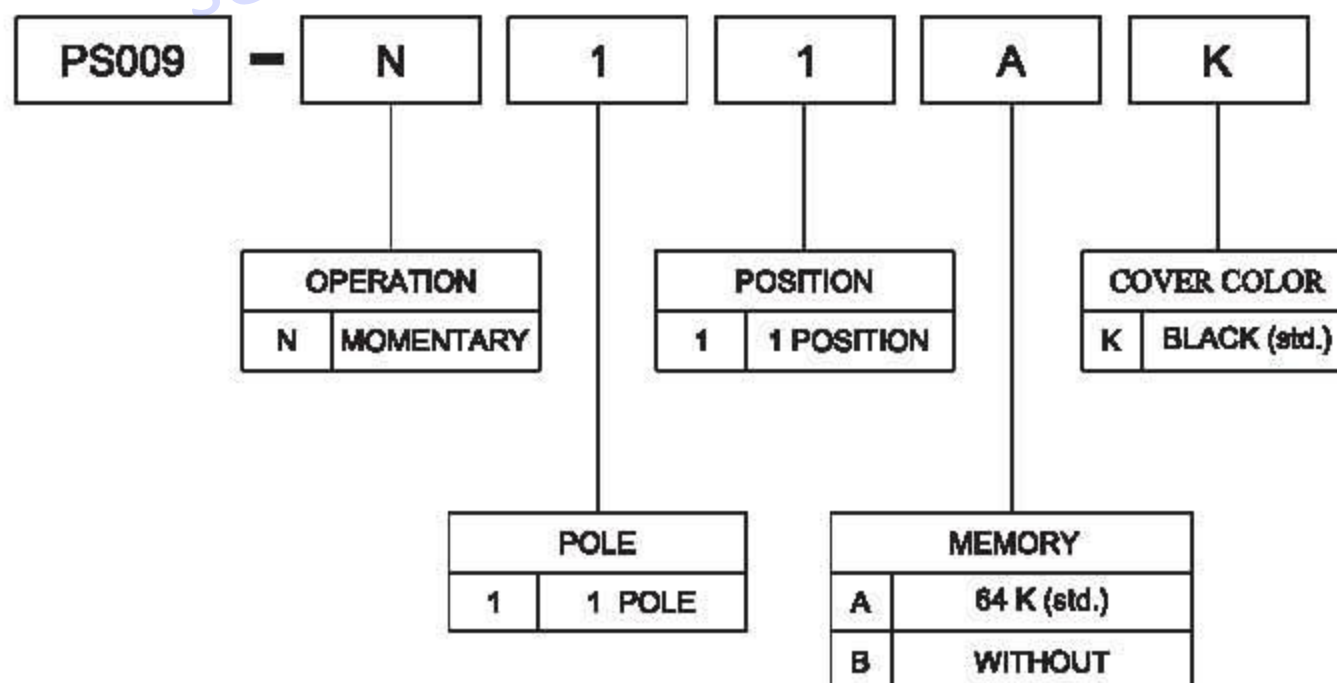 PS009 - N 1 1 A K
OPERATION
N MOMENTARY
POSITION
1 1 POSITION
COVER COLOR
K BLACK (std.)
POLE
1 1 POLE
MEMORY
A 64 K (std.)
B WITHOUT